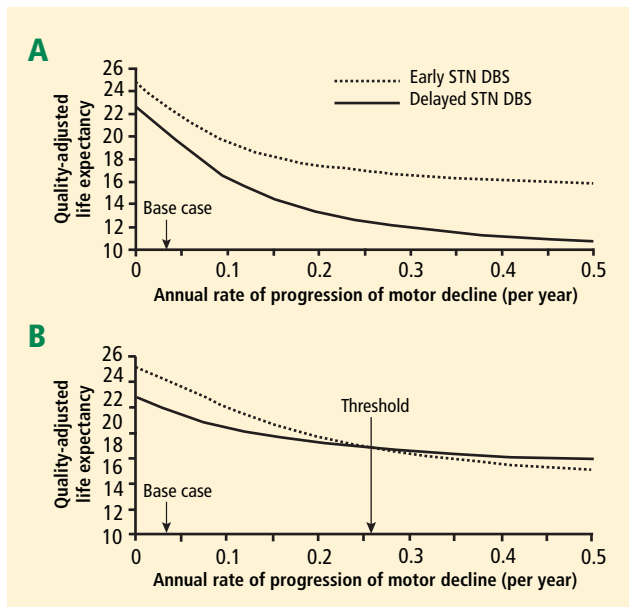 A
26
24
22
20
18
16
14
12
10
Quality-adjusted
life expectancy
Early STN DBS
Delayed STN DBS
Base case
0 0.1 0.2 0.3 0.4 0.5
Annual rate of progression of motor decline (per year)
B
26
24
22
20
18
16
14
12
10
Quality-adjusted
life expectancy
Threshold
Base case
0 0.1 0.2 0.3 0.4 0.5
Annual rate of progression of motor decline (per year)